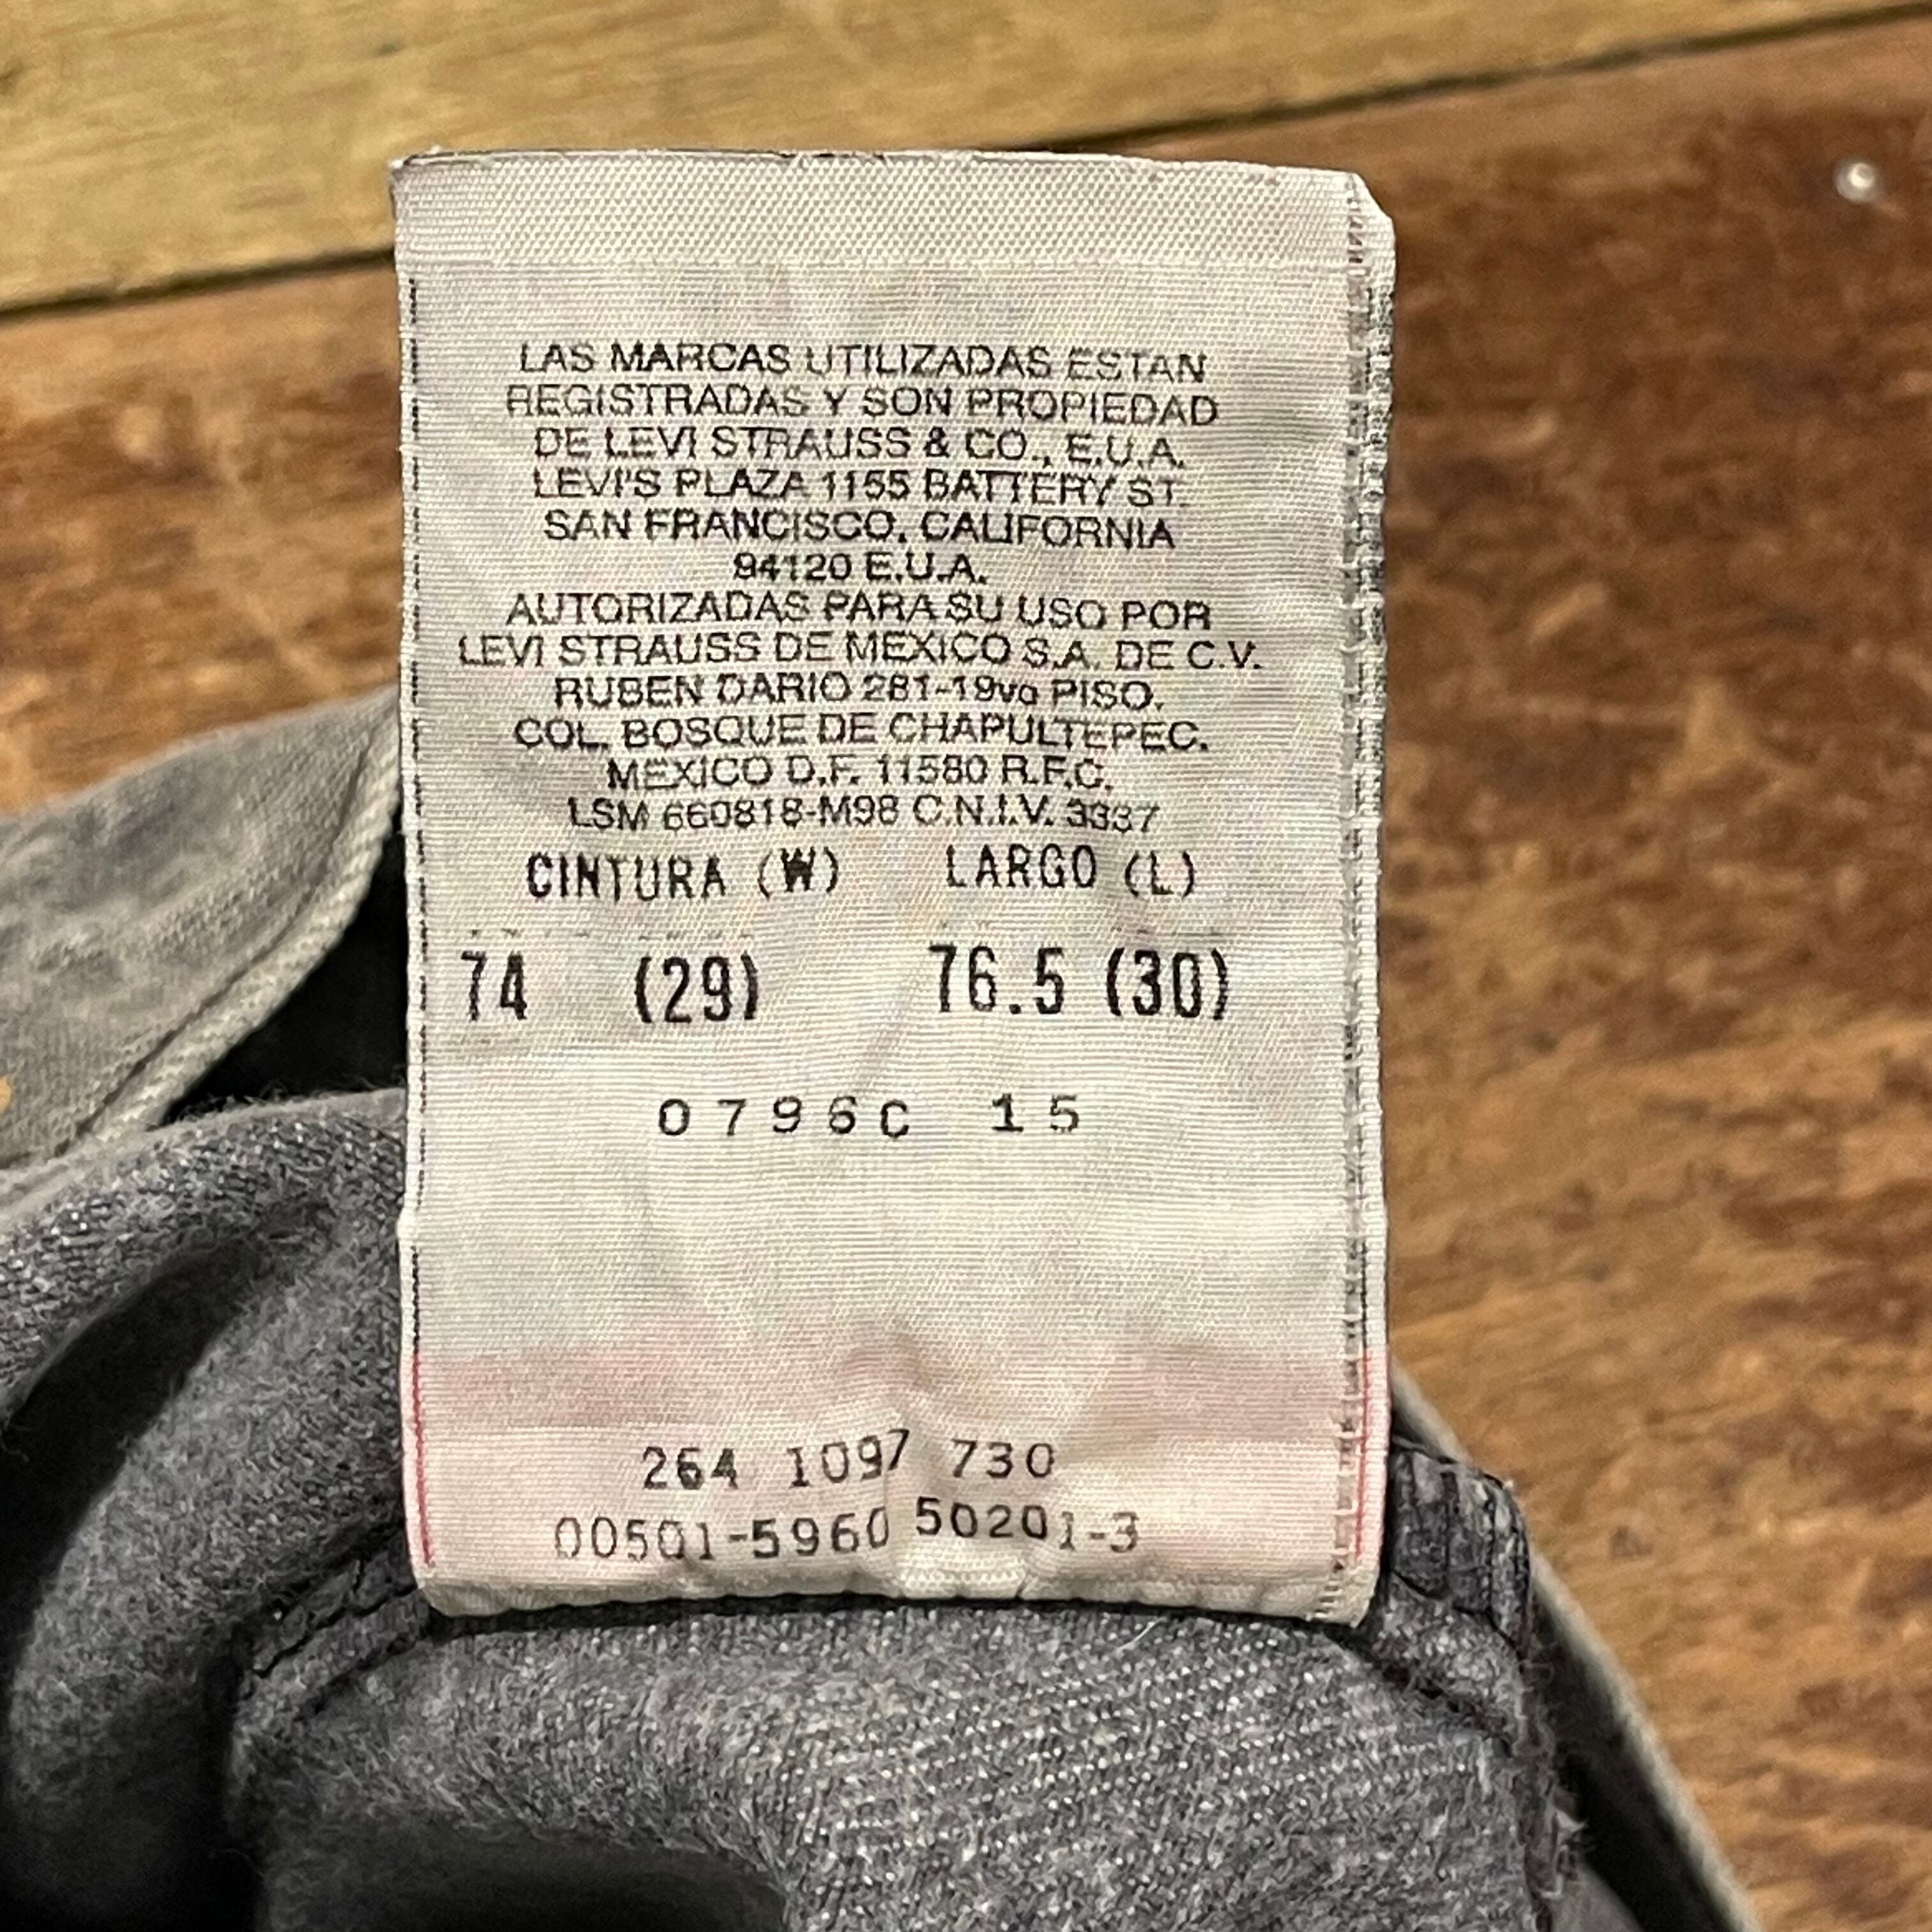 LAS MARCAS UTILIZADAS ESTAN
REGISTRADAS Y SON PROPIEDAD
DE LEVI STRAUSS & CO., E.U.A.
LEVI'S PLAZA 1155 BATTERY ST.
SAN FRANCISCO, CALIFORNIA
94120 E.U.A.
AUTORIZADAS PARA SU USO POR
LEVI STRAUSS DE MEXICO S.A. DE C.V.
RUBEN DARIO 281-19vo PISO.
COL. BOSQUE DE CHAPULTEPEC.
MEXICO D.F. 11580 R.F.C.
LSM 660818-M98 C.N.I.V. 3337
CINTURA (W) LARGO (L)
74 (29) 76.5 (30)
0796C 15
264 1097 730
00501-5960 50201-3